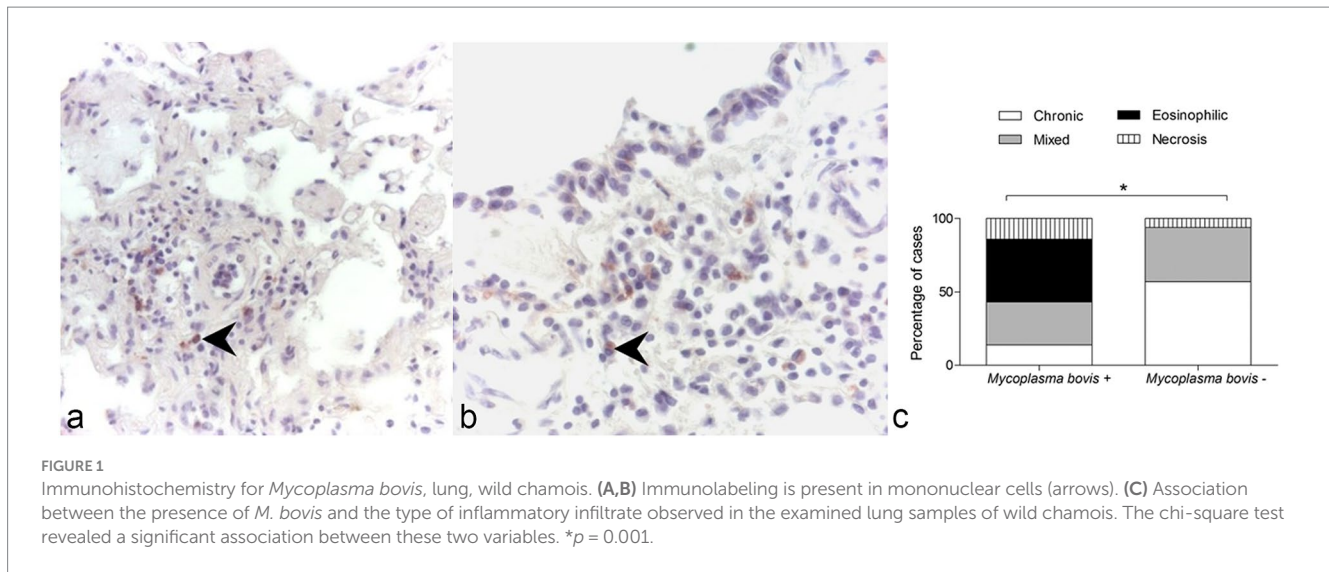 a
b
c
Chronic
Eosinophilic
Mixed
Necrosis
*
100
50
0
Percentage of cases
Mycoplasma bovis +
Mycoplasma bovis -
FIGURE 1
Immunohistochemistry for Mycoplasma bovis, lung, wild chamois. (A,B) Immunolabeling is present in mononuclear cells (arrows). (C) Association
between the presence of M. bovis and the type of inflammatory infiltrate observed in the examined lung samples of wild chamois. The chi-square test
revealed a significant association between these two variables. *p = 0.001.